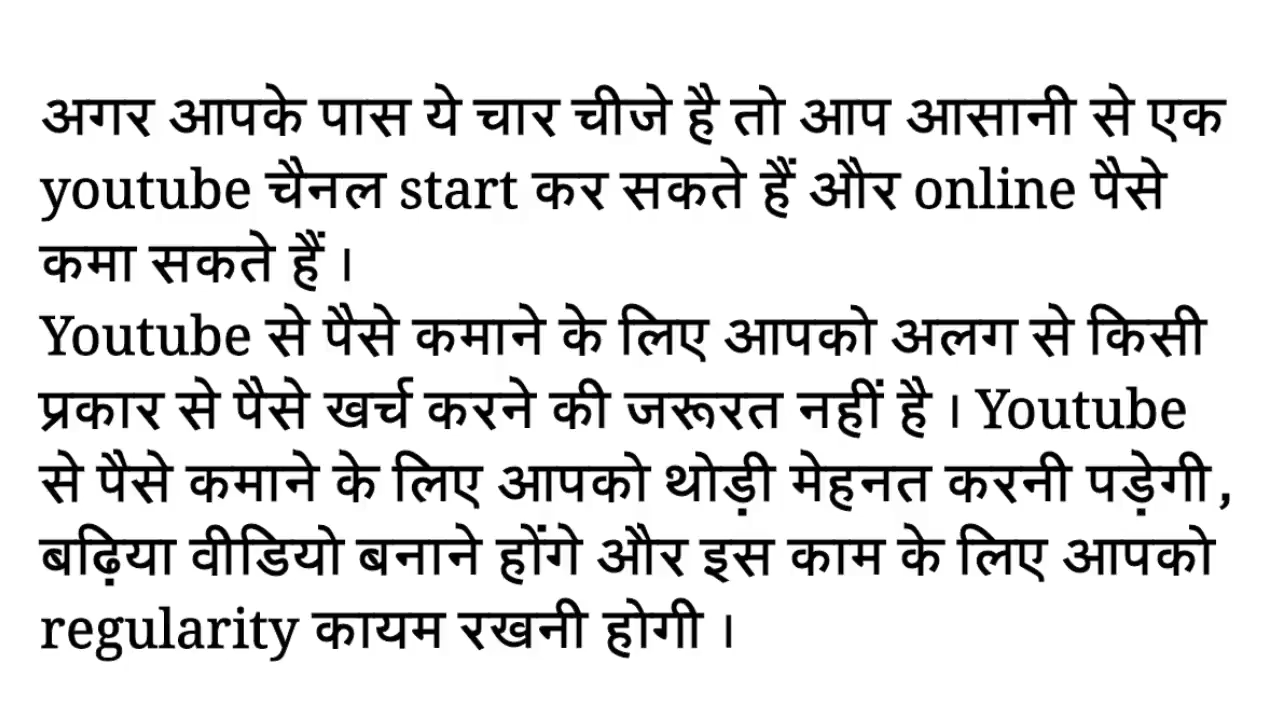 अगर आपके पास ये चार चीजे है तो आप आसानी से एक
youtube चैनल start कर सकते हैं और online पैसे
कमा सकते हैं ।
Youtube से पैसे कमाने के लिए आपको अलग से किसी
प्रकार से पैसे खर्च करने की जरूरत नहीं है । Youtube
से पैसे कमाने के लिए आपको थोड़ी मेहनत करनी पड़ेगी ,
बढ़िया वीडियो बनाने होंगे और इस काम के लिए आपको
regularity कायम रखनी होगी ।